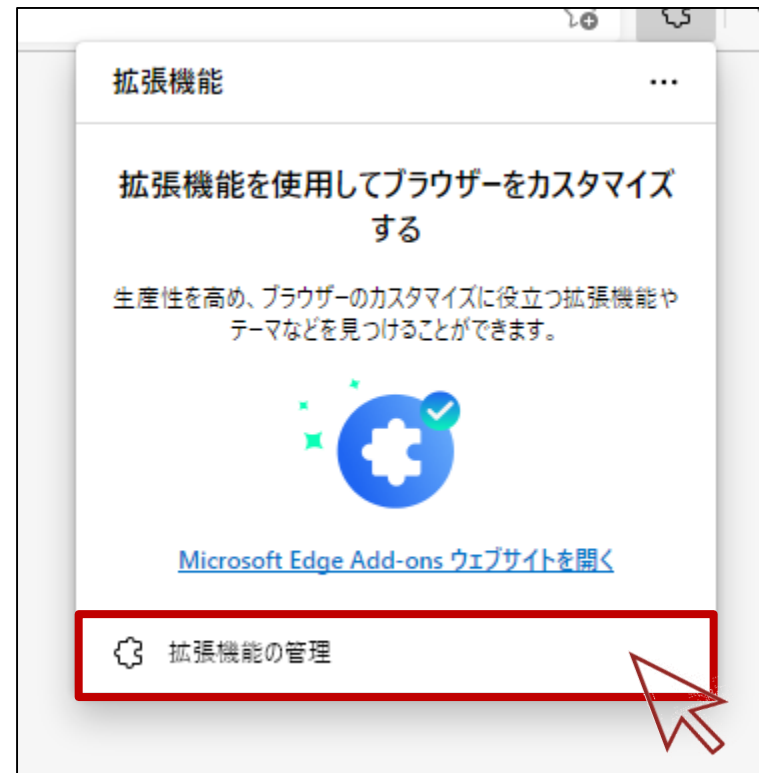 拡張機能
拡張機能を使用してブラウザーをカスタマイズ
する
生産性を高め、ブラウザーのカスタマイズに役立つ拡張機能や
テーマなどを見つけることができます。
Microsoft Edge Add-ons ウェブサイトを開く
拡張機能の管理